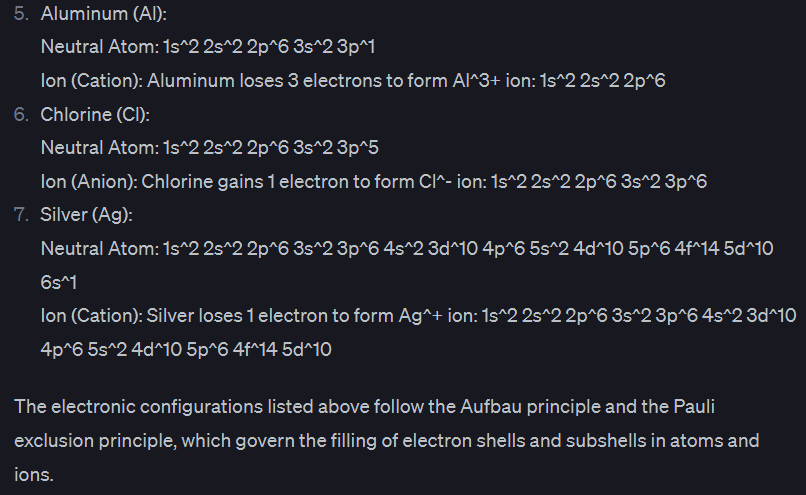 5. Aluminum (Al):
Neutral Atom: 1s^2 2s^2 2p^6 3s^2 3p^1
Ion (Cation): Aluminum loses 3 electrons to form Al^3+ ion: 1s^2 2s^2 2p^6
6. Chlorine (Cl):
Neutral Atom: 1s^2 2s^2 2p^6 3s^2 3p^5
Ion (Anion): Chlorine gains 1 electron to form Cl^- ion: 1s^2 2s^2 2p^6 3s^2 3p^6
7. Silver (Ag):
Neutral Atom: 1s^2 2s^2 2p^6 3s^2 3p^6 4s^2 3d^10 4p^6 5s^2 4d^10 5p^6 4f^14 5d^10
6s^1
Ion (Cation): Silver loses 1 electron to form Ag^+ ion: 1s^2 2s^2 2p^6 3s^2 3p^6 4s^2 3d^10
4p^6 5s^2 4d^10 5p^6 4f^14 5d^10
The electronic configurations listed above follow the Aufbau principle and the Pauli
exclusion principle, which govern the filling of electron shells and subshells in atoms and
ions.